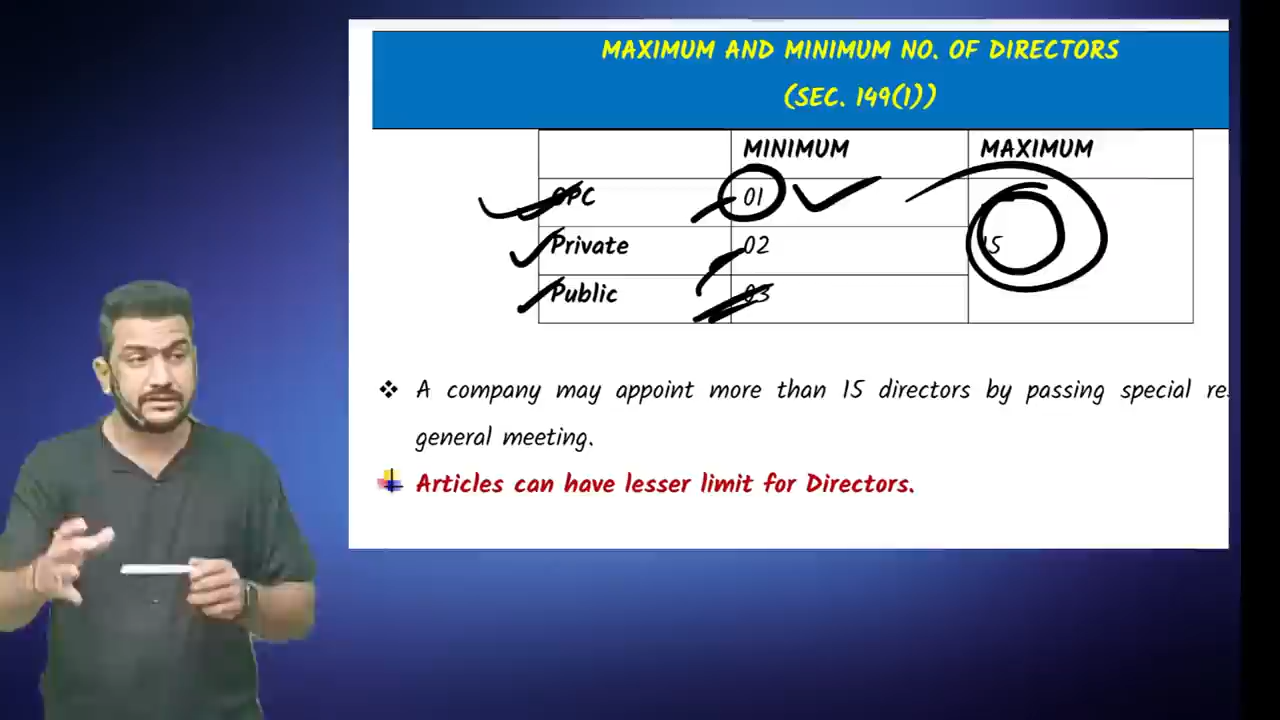 MAXIMUM AND MINIMUM NO. OF DIRECTORS
(SEC. 149(1))
MINIMUM MAXIMUM
OPC 01
Private 02 15
Public 03
A company may appoint more than 15 directors by passing special
general meeting.
Articles can have lesser limit for Directors.